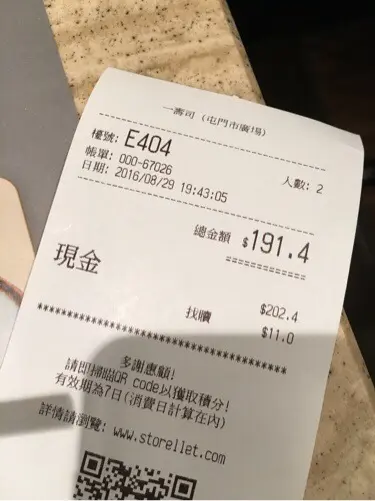 一壽司 (屯門市廣場)
檯號: E404
人數: 2
帳單: 000-67026
日期: 2016/08/29 19:43:05
總金額 $191.4
現金
$202.4
找贖 $11.0
**************************************
多謝惠顧!
請即掃瞄QR code以獲取積分!
有效期為7日(消費日計算在內)
詳情請瀏覽: www.storellet.com